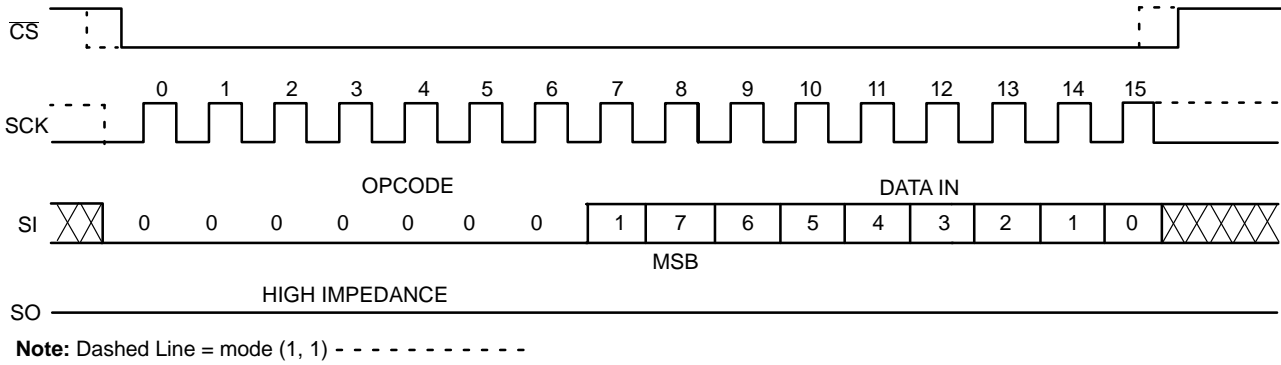 CS
0 1 2 3 4 5 6 7 8 9 10 11 12 13 14 15
SCK
OPCODE DATA IN
SI 0 0 0 0 0 0 0 1 7 6 5 4 3 2 1 0
MSB
HIGH IMPEDANCE
SO
Note: Dashed Line = mode (1, 1) - - - - - - - - - - - -